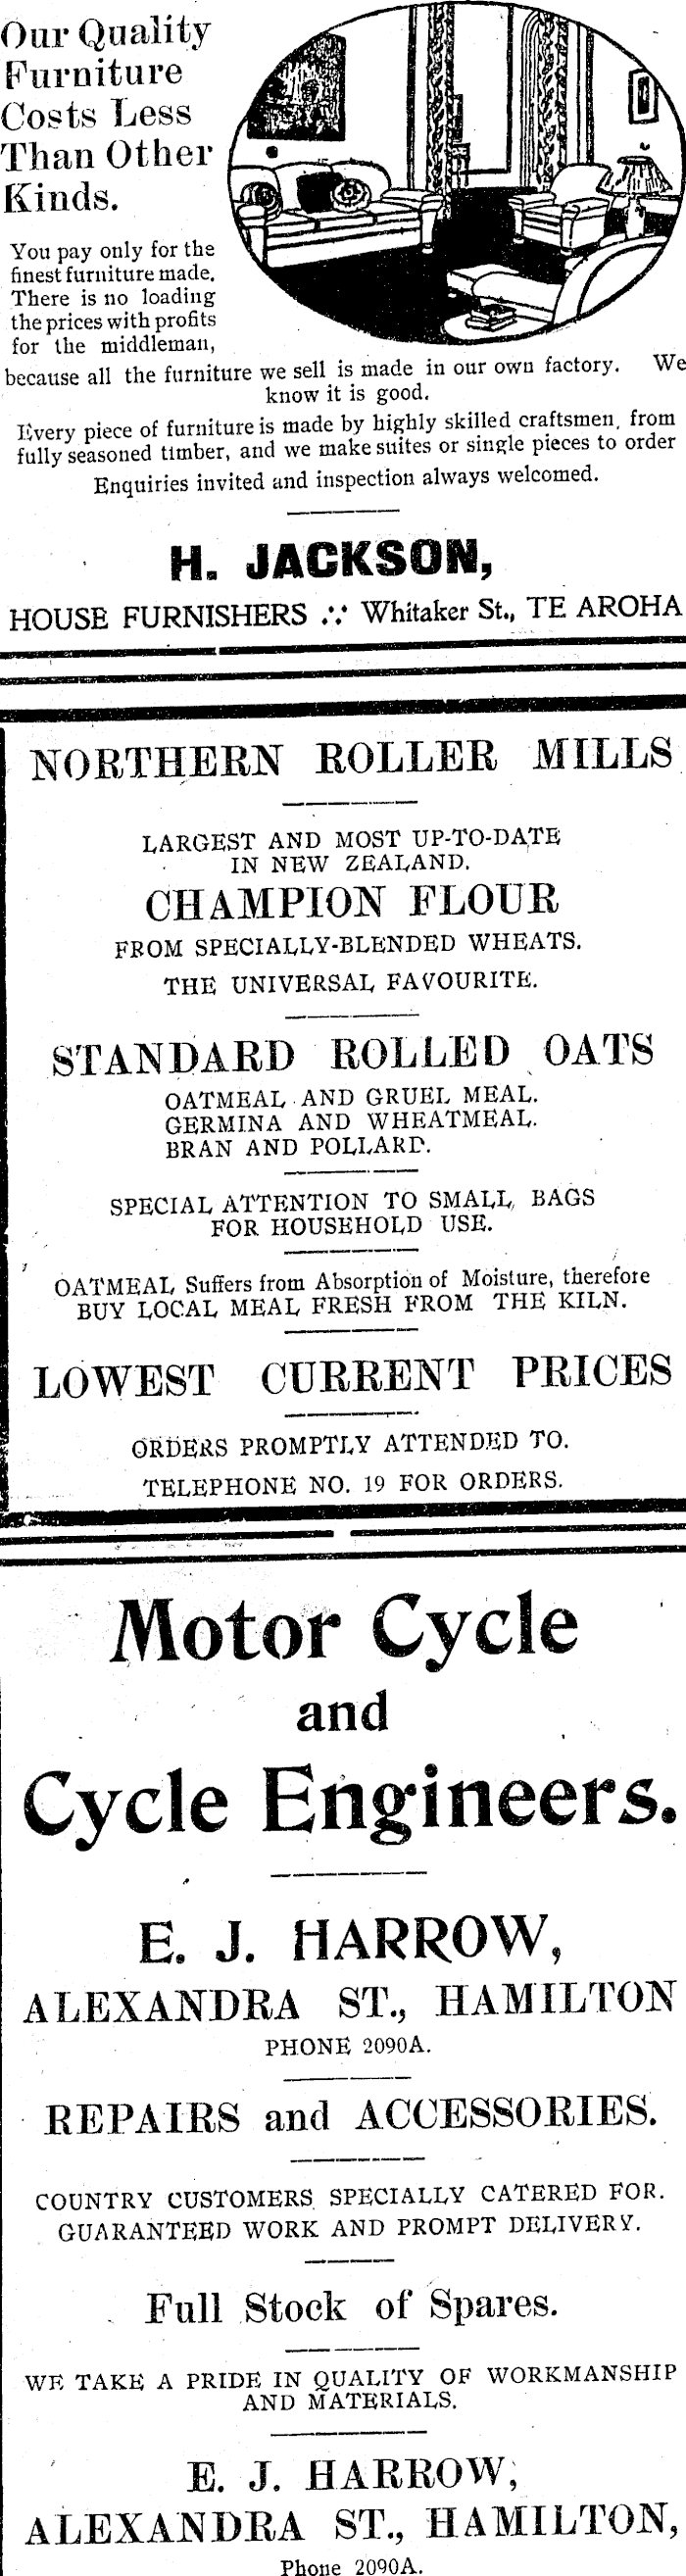 Our Quality
Furniture
Costs Less
Than Other
Kinds.
You pay only for the
finest furniture made.
There is no loading
the prices with profits
for the middleman,
because all the furniture we sell is made in our own factory. We
know it is good.
Every piece of furniture is made by highly skilled craftsmen, from
fully seasoned timber, and we make suites or single pieces to order
Enquiries invited and inspection always welcomed.
H. JACKSON,
HOUSE FURNISHERS ∴ Whitaker St., TE AROHA
NORTHERN ROLLER MILLS
LARGEST AND MOST UP-TO-DATE
IN NEW ZEALAND.
CHAMPION FLOUR
FROM SPECIALLY-BLENDED WHEATS.
THE UNIVERSAL FAVOURITE.
STANDARD ROLLED OATS
OATMEAL AND GRUEL MEAL.
GERMINA AND WHEATMEAL.
BRAN AND POLLARD.
SPECIAL ATTENTION TO SMALL BAGS
FOR HOUSEHOLD USE.
OATMEAL Suffers from Absorption of Moisture, therefore
BUY LOCAL MEAL FRESH FROM THE KILN.
LOWEST CURRENT PRICES
ORDERS PROMPTLY ATTENDED TO.
TELEPHONE NO. 19 FOR ORDERS.
Motor Cycle
and
Cycle Engineers.
E. J. HARROW,
ALEXANDRA ST., HAMILTON
PHONE 2090A.
REPAIRS and ACCESSORIES.
COUNTRY CUSTOMERS SPECIALLY CATERED FOR.
GUARANTEED WORK AND PROMPT DELIVERY.
Full Stock of Spares.
WE TAKE A PRIDE IN QUALITY OF WORKMANSHIP
AND MATERIALS.
E. J. HARROW,
ALEXANDRA ST., HAMILTON,
Phone 2090A.